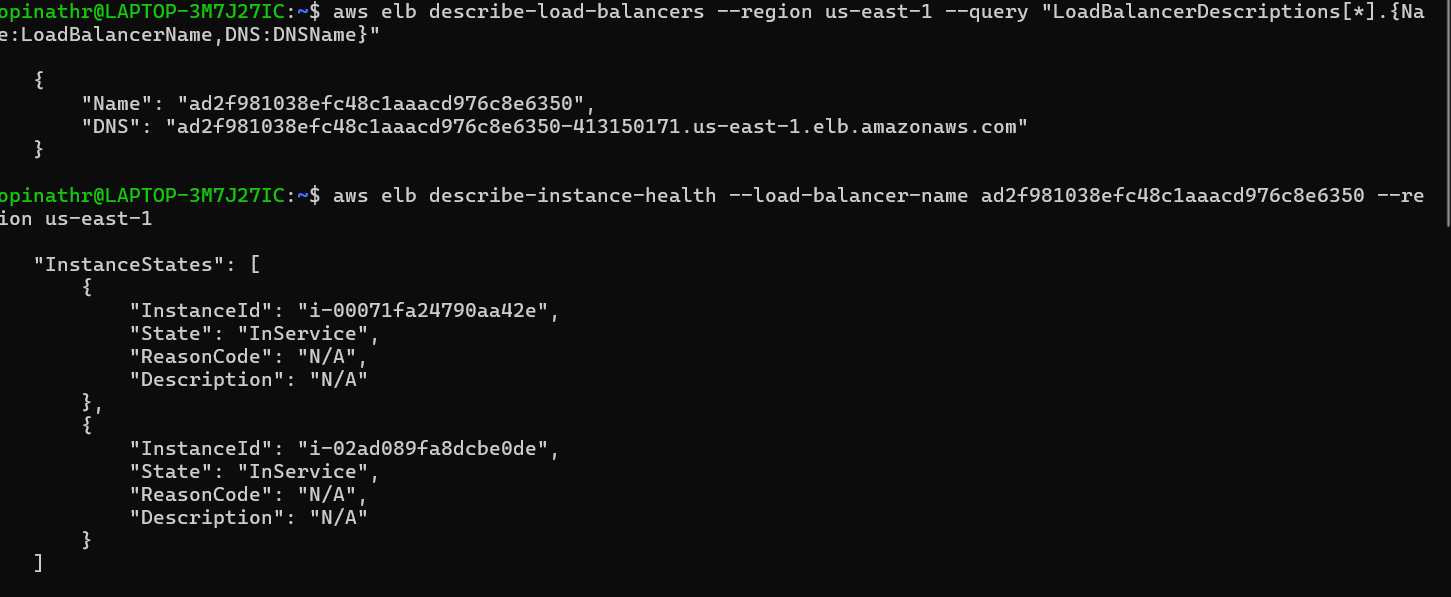 opinathr@LAPTOP-3M7J27IC:~$ aws elb describe-load-balancers --region us-east-1 --query "LoadBalancerDescriptions[*].{Na
e:LoadBalancerName,DNS:DNSName}"
{
"Name": "ad2f981038efc48c1aaacd976c8e6350",
"DNS": "ad2f981038efc48c1aaacd976c8e6350-413150171.us-east-1.elb.amazonaws.com"
}
opinathr@LAPTOP-3M7J27IC:~$ aws elb describe-instance-health --load-balancer-name ad2f981038efc48c1aaacd976c8e6350 --re
ion us-east-1
"InstanceStates": [
{
"InstanceId": "i-00071fa24790aa42e",
"State": "InService",
"ReasonCode": "N/A",
"Description": "N/A"
},
{
"InstanceId": "i-02ad089fa8dcbe0de",
"State": "InService",
"ReasonCode": "N/A",
"Description": "N/A"
}
]